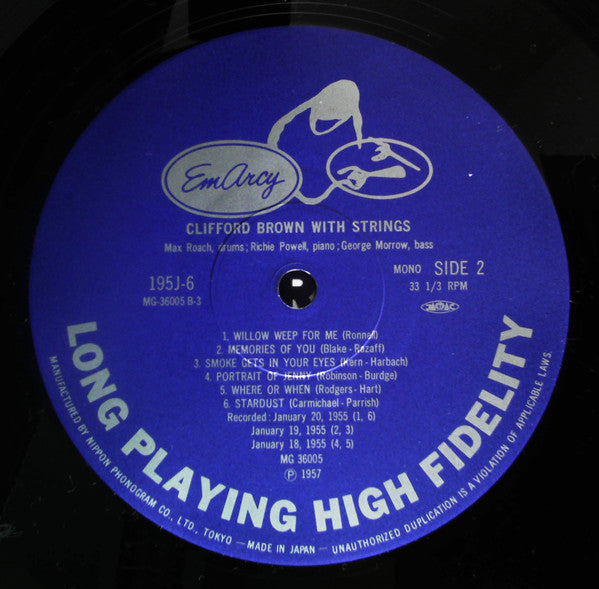 EmArcy
CLIFFORD BROWN WITH STRINGS
Max Roach, drums; Richie Powell, piano; George Morrow, bass
195J-6
MG-36005 B-3
MONO SIDE 2
33 1/3 RPM
1. WILLOW WEEP FOR ME (Ronnell)
2. MEMORIES OF YOU (Blake-Razaff)
3. SMOKE GETS IN YOUR EYES (Kern-Harbach)
4. PORTRAIT OF JENNY (Robinson-Burdge)
5. WHERE OR WHEN (Rodgers-Hart)
6. STARDUST (Carmichael-Parrish)
Recorded: January 20, 1955 (1, 6)
January 19, 1955 (2, 3)
January 18, 1955 (4, 5)
MG 36005
℗ 1957
LONG PLAYING HIGH FIDELITY
MANUFACTURED BY NIPPON PHONOGRAM CO., LTD., TOKYO — MADE IN JAPAN — UNAUTHORIZED DUPLICATION IS A VIOLATION OF APPLICABLE LAWS.